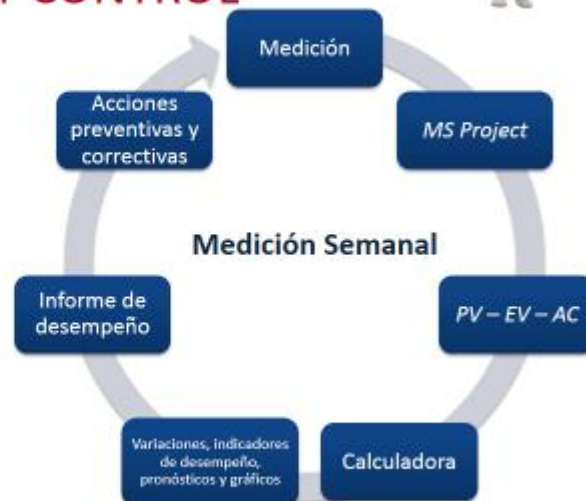 CONTROL
Medición
Acciones
preventivas y
correctivas
MS Project
Medición Semanal
Informe de
desempeño
PV – EV – AC
Variaciones, indicadores
de desempeño,
pronósticos y gráficos
Calculadora